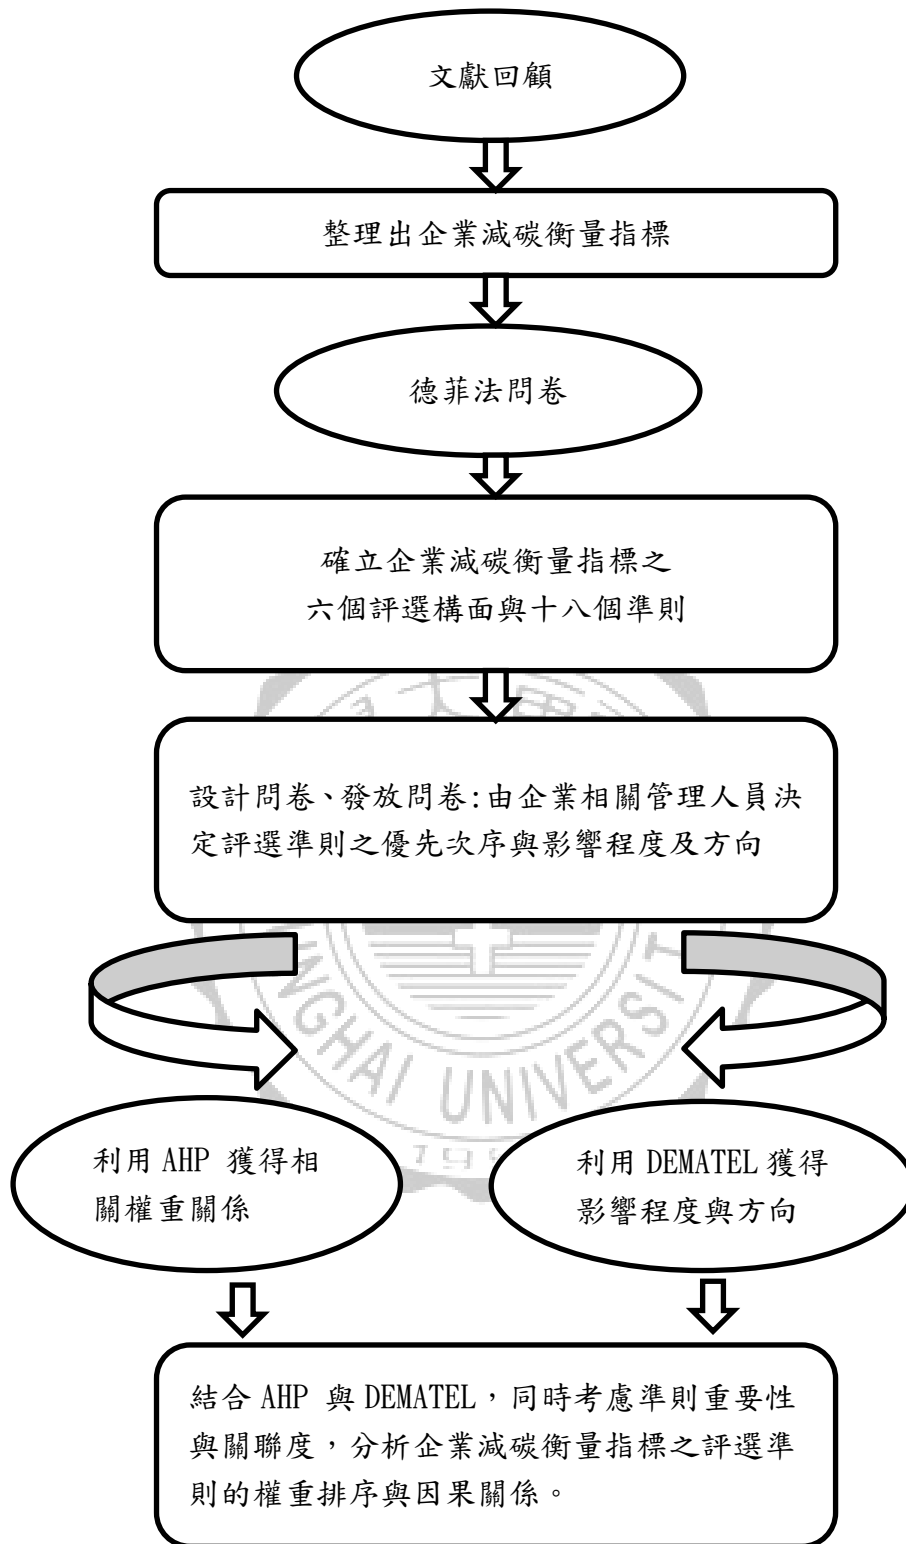 文獻回顧
整理出企業減碳衡量指標
德菲法問卷
確立企業減碳衡量指標之
六個評選構面與十八個準則
設計問卷、發放問卷:由企業相關管理人員決
定評選準則之優先次序與影響程度及方向
UNIVERSIT
利用 AHP 獲得相
關權重關係
利用 DEMATEL 獲得
影響程度與方向
結合 AHP 與 DEMATEL,同時考慮準則重要性
與關聯度,分析企業減碳衡量指標之評選準
則的權重排序與因果關係。